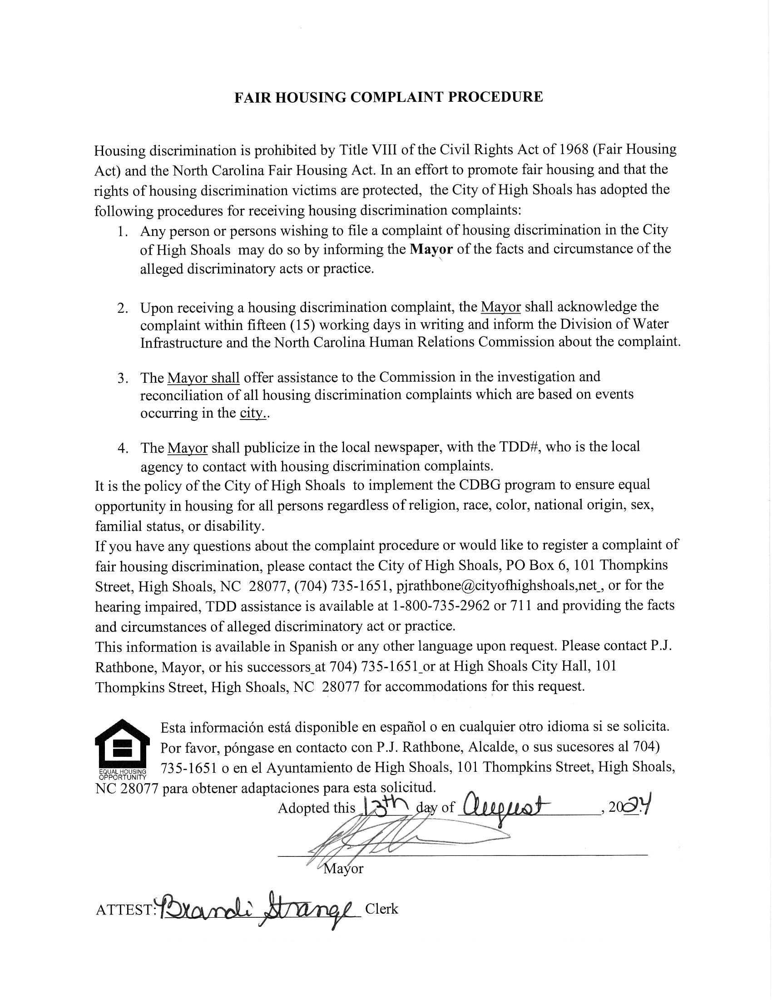 FAIR HOUSING COMPLAINT PROCEDURE
Housing discrimination is prohibited by Title VIII of the Civil Rights Act of 1968 (Fair Housing
Act) and the North Carolina Fair Housing Act. In an effort to promote fair housing and that the
rights of housing discrimination victims are protected, the City of High Shoals has adopted the
following procedures for receiving housing discrimination complaints:
1. Any person or persons wishing to file a complaint of housing discrimination in the City
of High Shoals may do so by informing the Mayor of the facts and circumstance of the
alleged discriminatory acts or practice.
2. Upon receiving a housing discrimination complaint, the Mayor shall acknowledge the
complaint within fifteen (15) working days in writing and inform the Division of Water
Infrastructure and the North Carolina Human Relations Commission about the complaint.
3. The Mayor shall offer assistance to the Commission in the investigation and
reconciliation of all housing discrimination complaints which are based on events
occurring in the city..
4. The Mayor shall publicize in the local newspaper, with the TDD#, who is the local
agency to contact with housing discrimination complaints.
It is the policy of the City of High Shoals to implement the CDBG program to ensure equal
opportunity in housing for all persons regardless of religion, race, color, national origin, sex,
familial status, or disability.
If you have any questions about the complaint procedure or would like to register a complaint of
fair housing discrimination, please contact the City of High Shoals, PO Box 6, 101 Thompkins
Street, High Shoals, NC 28077, (704) 735-1651, pjrathbone@cityofhighshoals,net_, or for the
hearing impaired, TDD assistance is available at 1-800-735-2962 or 711 and providing the facts
and circumstances of alleged discriminatory act or practice.
This information is available in Spanish or any other language upon request. Please contact P.J.
Rathbone, Mayor, or his successors_at 704) 735-1651_or at High Shoals City Hall, 101
Thompkins Street, High Shoals, NC 28077 for accommodations for this request.
Esta información está disponible en español o en cualquier otro idioma si se solicita.
Por favor, póngase en contacto con P.J. Rathbone, Alcalde, o sus sucesores al 704)
735-1651 o en el Ayuntamiento de High Shoals, 101 Thompkins Street, High Shoals,
EQUAL HOUSING
OPPORTUNITY
NC 28077 para obtener adaptaciones para esta solicitud.
Adopted this 13th day of August, 2024.
Mayor
ATTEST: Brandi Strange Clerk